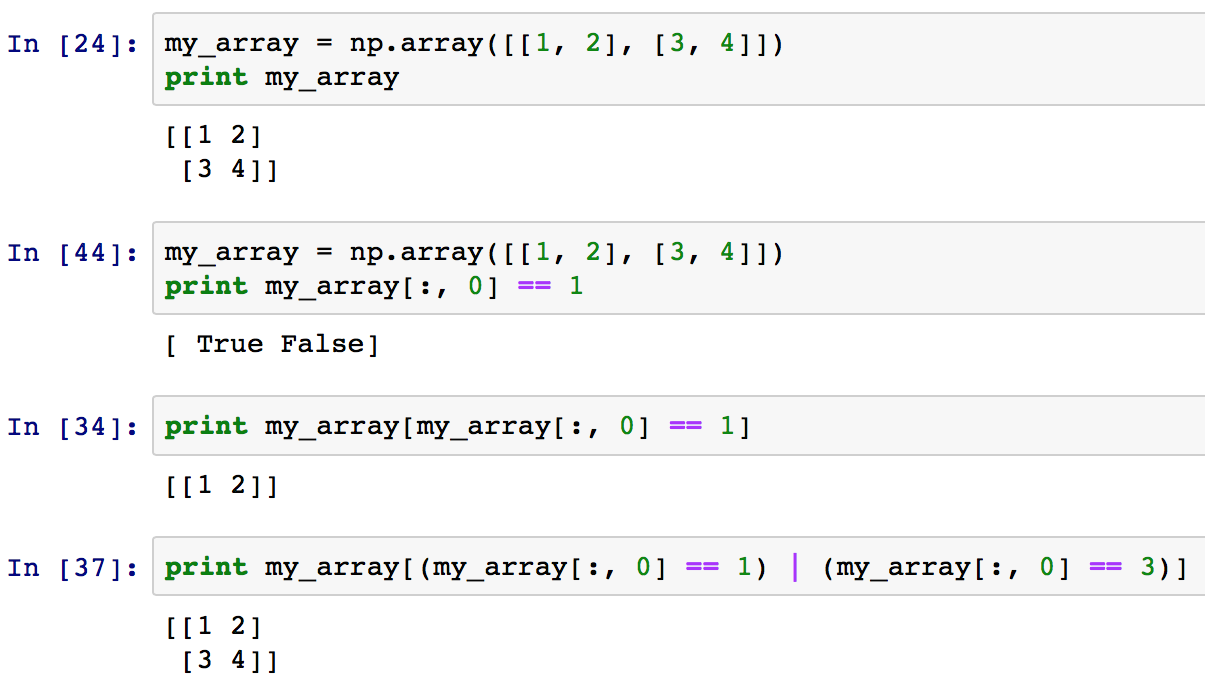 In [24]: my_array = np.array([[1, 2], [3, 4]])
print my_array
[[1 2]
 [3 4]]
In [44]: my_array = np.array([[1, 2], [3, 4]])
print my_array[:, 0] == 1
[ True False]
In [34]: print my_array[my_array[:, 0] == 1]
[[1 2]]
In [37]: print my_array[(my_array[:, 0] == 1) | (my_array[:, 0] == 3)]
[[1 2]
 [3 4]]